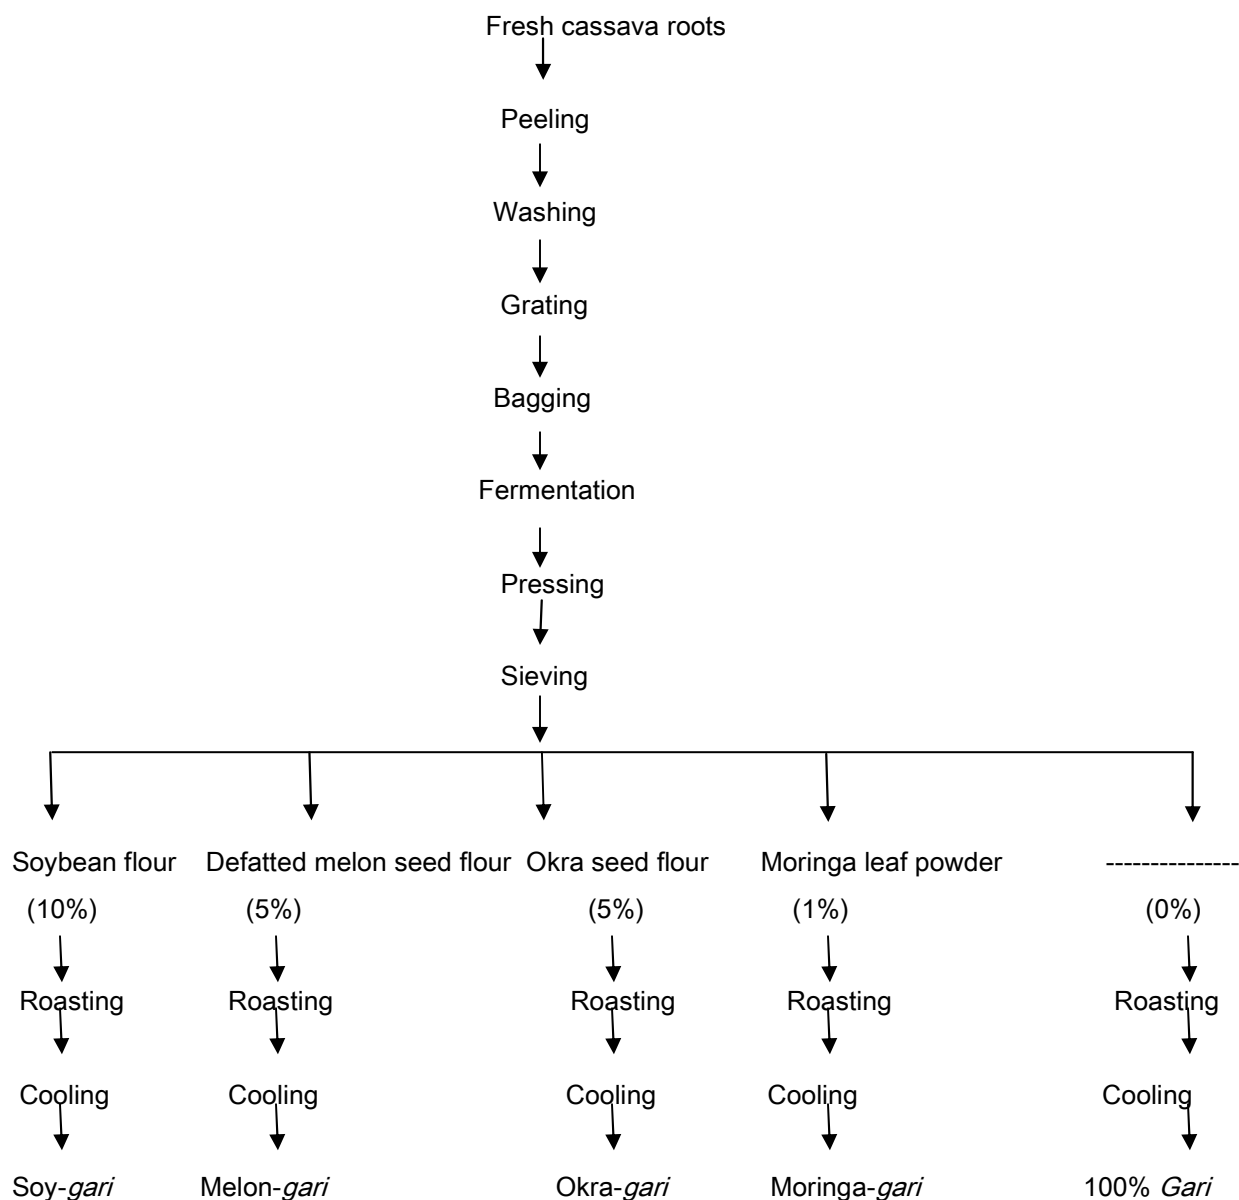 Fresh cassava roots
Peeling
Washing
Grating
Bagging
Fermentation
Pressing
Sieving
Soybean flour Defatted melon seed flour Okra seed flour Moringa leaf powder ---------------
(10%) (5%) (5%) (1%) (0%)
Roasting Roasting Roasting Roasting Roasting
Cooling Cooling Cooling Cooling Cooling
Soy-gari Melon-gari Okra-gari Moringa-gari 100% Gari